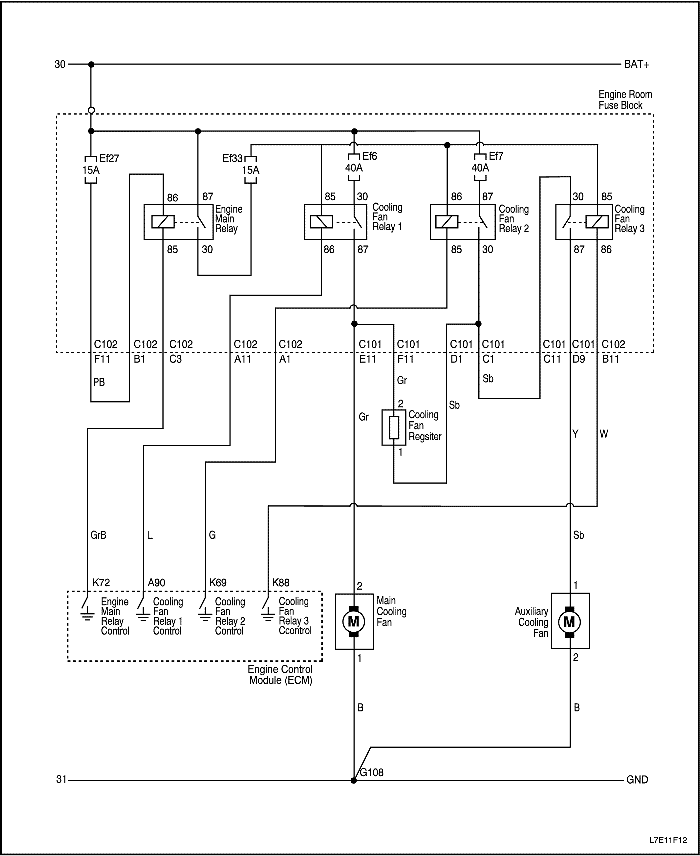 30 BAT+
Engine Room
Fuse Block
Ef27
15A
Ef33
15A
Ef6
40A
Ef7
40A
86 87
Engine
Main
Relay
85 30
85 30
Cooling
Fan
Relay 1
86 87
86 87
Cooling
Fan
Relay 2
85 30
30 85
Cooling
Fan
Relay 3
87 86
C102 C102 C102 C102 C102 C101 C101 C101 C101 C101 C101 C102
F11 B1 C3 A11 A1 E11 F11 D1 C1 C11 D9 B11
PB
Gr
Sb
2
Cooling
Fan
Regsiter
1
Gr
Sb
Y W
GrB L G Sb
K72 A90 K69 K88
Engine
Main
Relay
Control
Cooling
Fan
Relay 1
Control
Cooling
Fan
Relay 2
Control
Cooling
Fan
Relay 3
Ccontrol
Engine Control
Module (ECM)
2
M
Main
Cooling
Fan
1
1
Auxiliary
Cooling
Fan
M
2
B B
G108
31 GND
L7E11F12